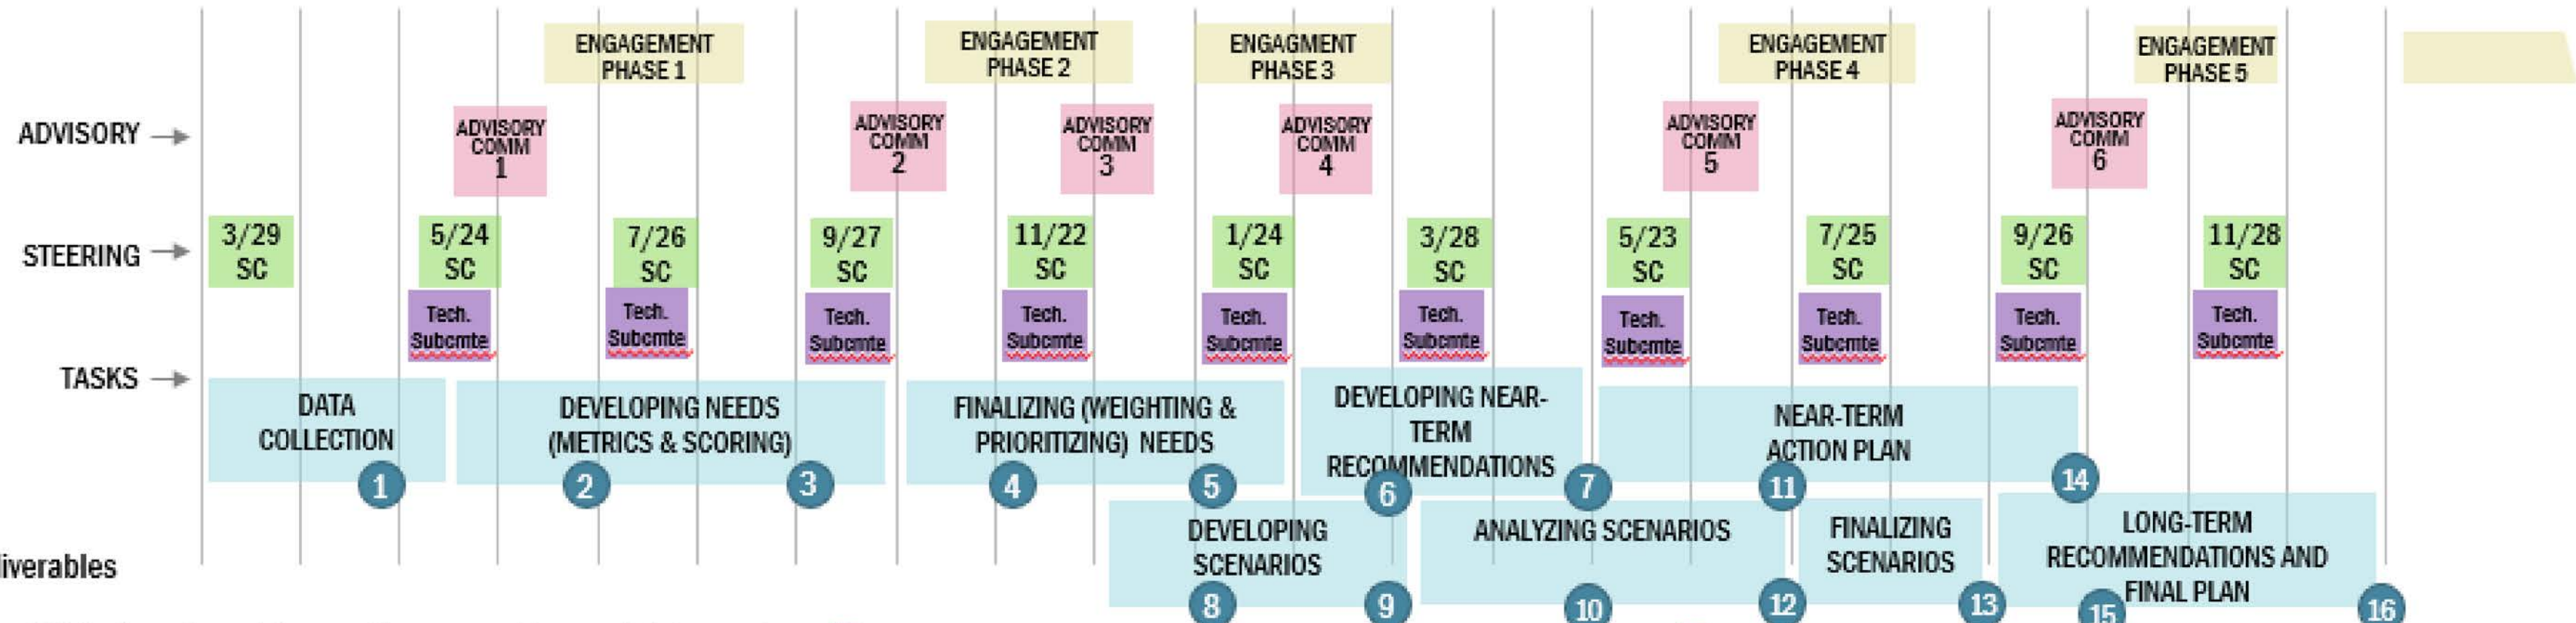 ENGAGEMENT
PHASE 1
ENGAGEMENT
PHASE 2
ENGAGMENT
PHASE 3
ENGAGEMENT
PHASE 4
ENGAGEMENT
PHASE 5
ADVISORY
ADVISORY
COMM
1
ADVISORY
COMM
2
ADVISORY
COMM
3
ADVISORY
COMM
4
ADVISORY
COMM
5
ADVISORY
COMM
6
STEERING
3/29
SC
5/24
SC
7/26
SC
9/27
SC
11/22
SC
1/24
SC
3/28
SC
5/23
SC
7/25
SC
9/26
SC
11/28
SC
Tech.
Subcmte
Tech.
Subcmte
Tech.
Subcmte
Tech.
Subcmte
Tech.
Subcmte
Tech.
Subcmte
Tech.
Subcmte
Tech.
Subcmte
Tech.
Subcmte
Tech.
Subcmte
TASKS
DATA
COLLECTION
1
DEVELOPING NEEDS
(METRICS & SCORING)
2
3
FINALIZING (WEIGHTING &
PRIORITIZING) NEEDS
4
5
DEVELOPING NEAR-
TERM
RECOMMENDATIONS
6
7
NEAR-TERM
ACTION PLAN
11
14
DEVELOPING
SCENARIOS
8
9
ANALYZING SCENARIOS
10
12
FINALIZING
SCENARIOS
13
LONG-TERM
RECOMMENDATIONS AND
FINAL PLAN
15
16
liverables